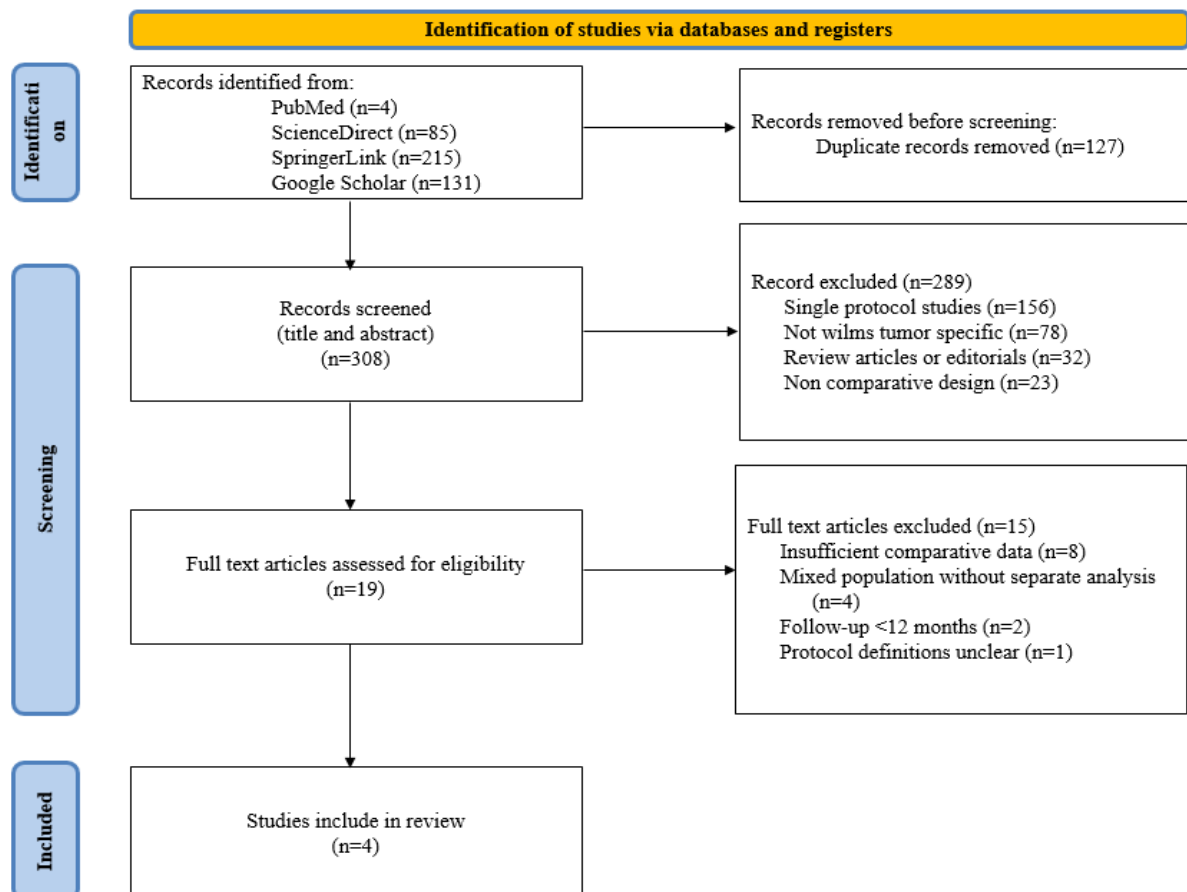 Identification of studies via databases and registers
Identificati
on
Records identified from:
PubMed (n=4)
ScienceDirect (n=85)
SpringerLink (n=215)
Google Scholar (n=131)
Records removed before screening:
Duplicate records removed (n=127)
Screening
Records screened
(title and abstract)
(n=308)
Record excluded (n=289)
Single protocol studies (n=156)
Not wilms tumor specific (n=78)
Review articles or editorials (n=32)
Non comparative design (n=23)
Full text articles assessed for eligibility
(n=19)
Full text articles excluded (n=15)
Insufficient comparative data (n=8)
Mixed population without separate analysis
(n=4)
Follow-up <12 months (n=2)
Protocol definitions unclear (n=1)
Included
Studies include in review
(n=4)